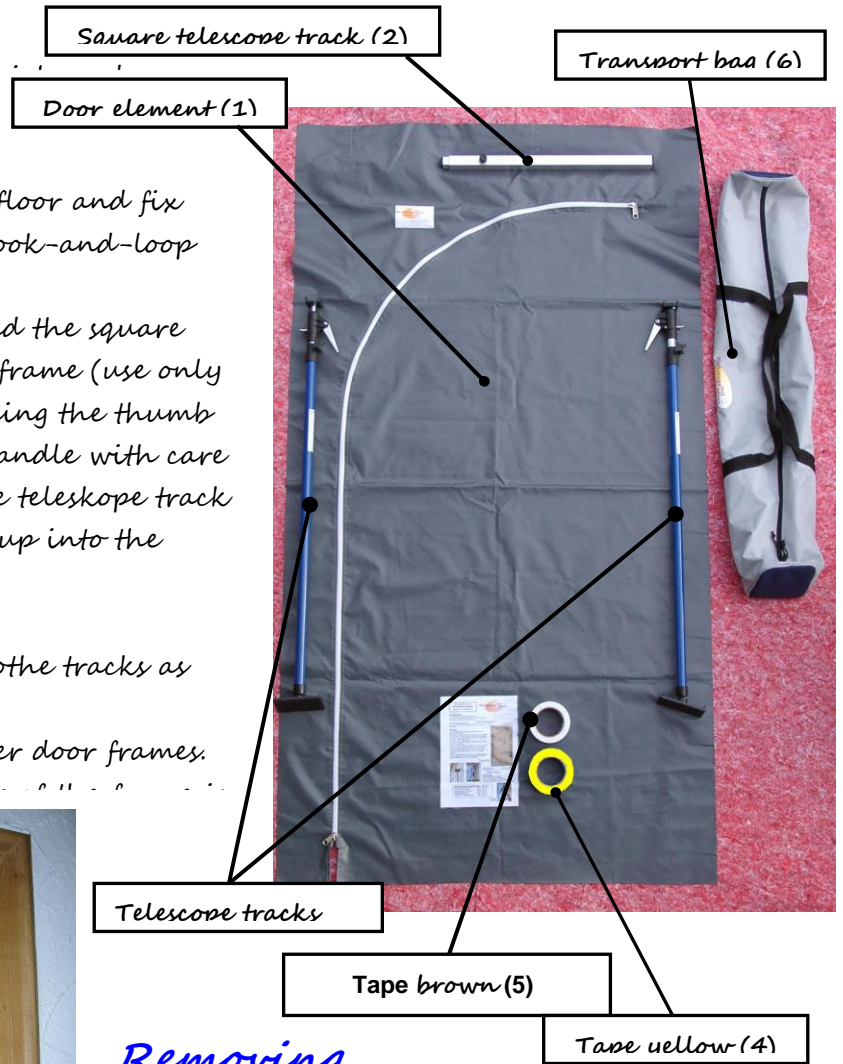 Square telescope track (2)
Transport bag (6)
Door element (1)
floor and fix
ook-and-loop
d the square
frame (use only
ing the thumb
andle with care
e teleskope track
up into the
othe tracks as
er door frames.
Telescope tracks
Tape brown (5)
Tape yellow (4)
Removing